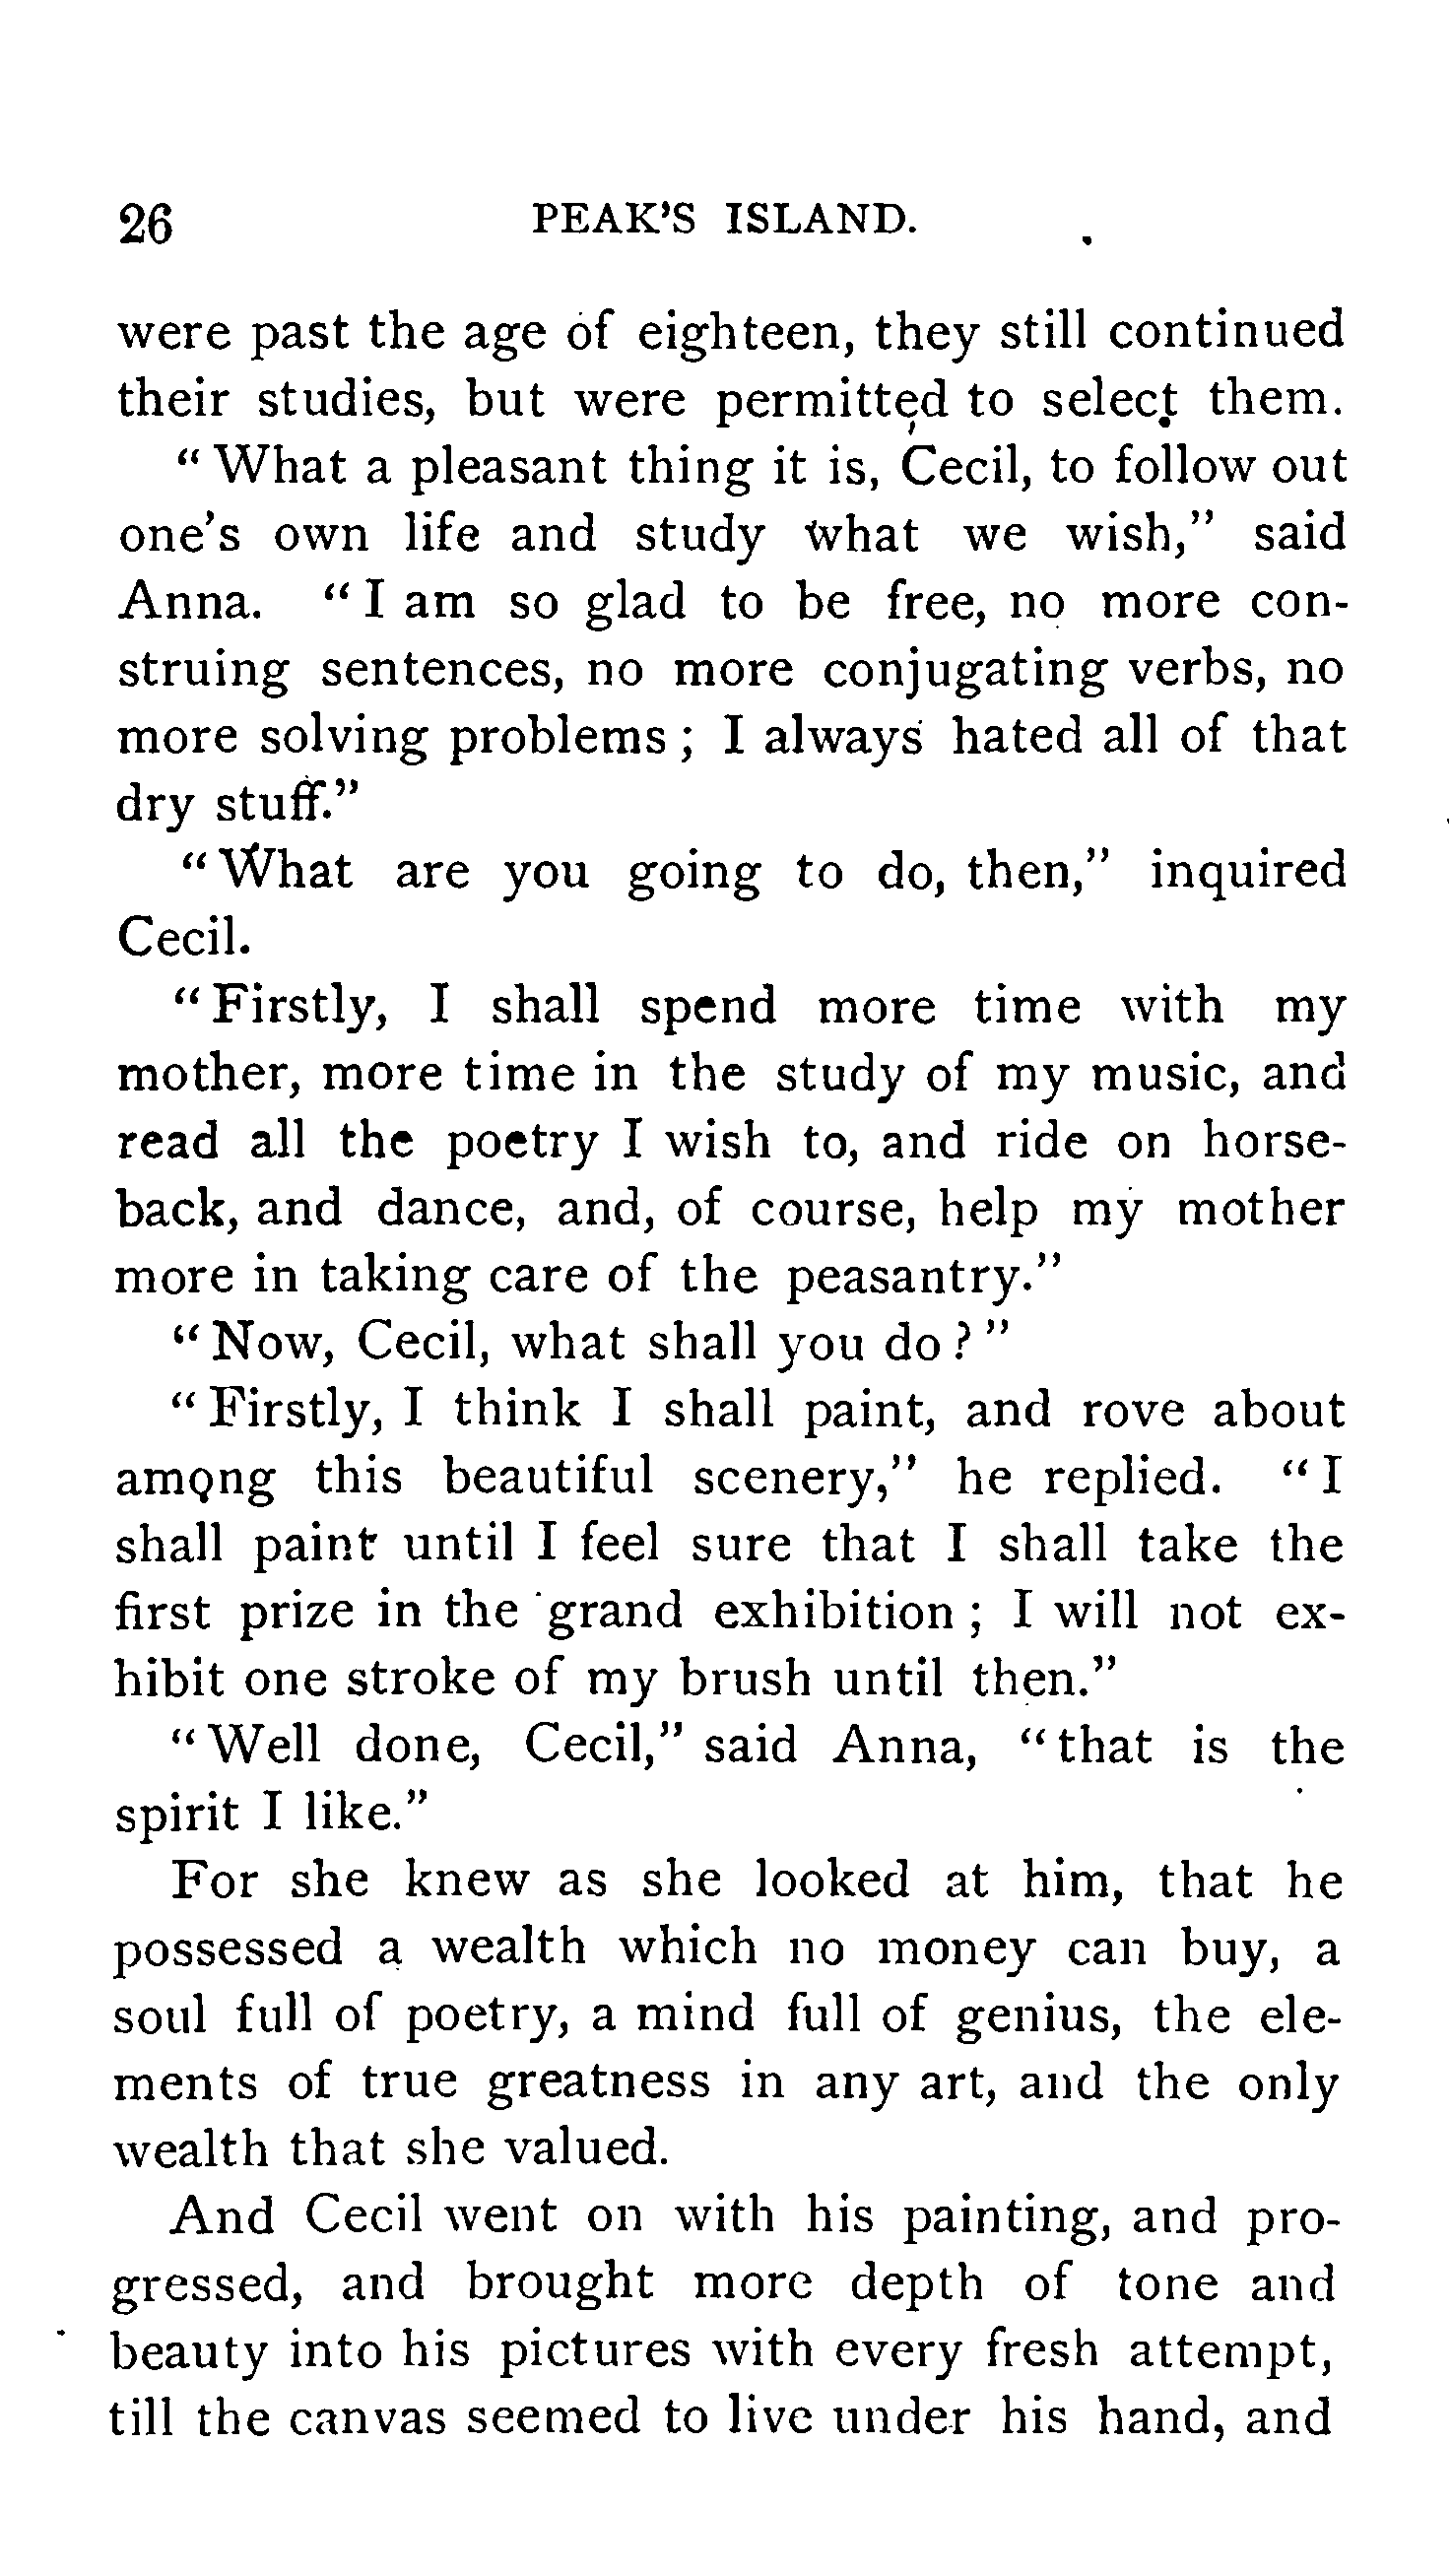 26 PEAK'S ISLAND.
were past the age of eighteen, they still continued
their studies, but were permitted to select them.
"What a pleasant thing it is, Cecil, to follow out
one's own life and study what we wish," said
Anna. "I am so glad to be free, no more con-
struing sentences, no more conjugating verbs, no
more solving problems; I always hated all of that
dry stuff."
"What are you going to do, then," inquired
Cecil.
"Firstly, I shall spend more time with my
mother, more time in the study of my music, and
read all the poetry I wish to, and ride on horse-
back, and dance, and, of course, help my mother
more in taking care of the peasantry."
"Now, Cecil, what shall you do?"
"Firstly, I think I shall paint, and rove about
among this beautiful scenery," he replied. "I
shall paint until I feel sure that I shall take the
first prize in the grand exhibition; I will not ex-
hibit one stroke of my brush until then."
"Well done, Cecil," said Anna, "that is the
spirit I like."
For she knew as she looked at him, that he
possessed a wealth which no money can buy, a
soul full of poetry, a mind full of genius, the ele-
ments of true greatness in any art, and the only
wealth that she valued.
And Cecil went on with his painting, and pro-
gressed, and brought more depth of tone and
beauty into his pictures with every fresh attempt,
till the canvas seemed to live under his hand, and